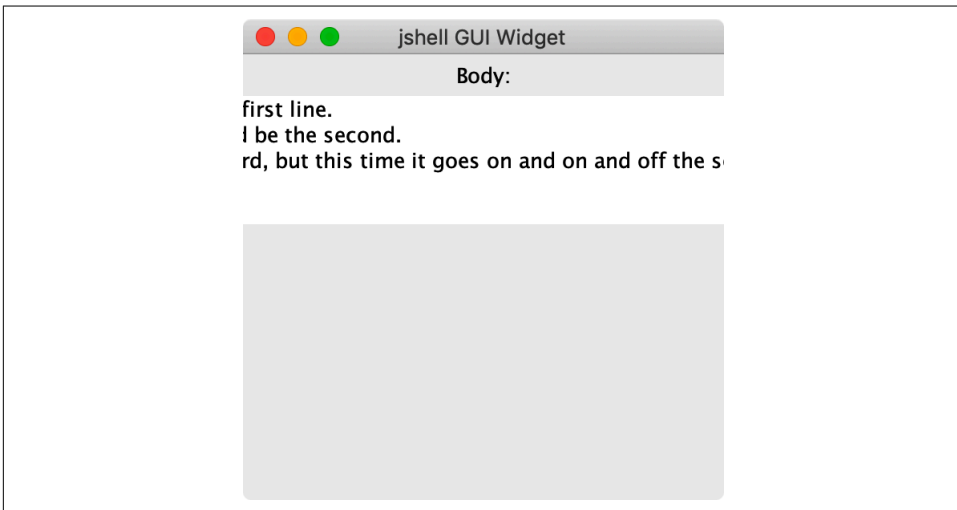 jshell GUI Widget
Body:
first line.
be the second.
but this time it goes on and on and off the